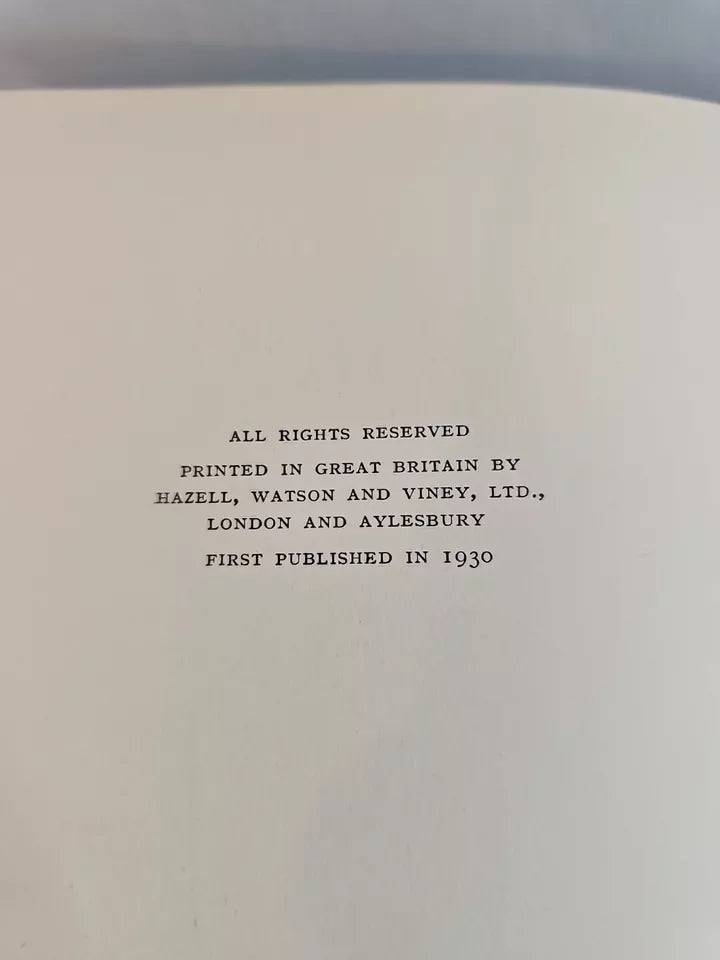 ALL RIGHTS RESERVED
PRINTED IN GREAT BRITAIN BY
HAZELL, WATSON AND VINEY, LTD.,
LONDON AND AYLESBURY
FIRST PUBLISHED IN 1930